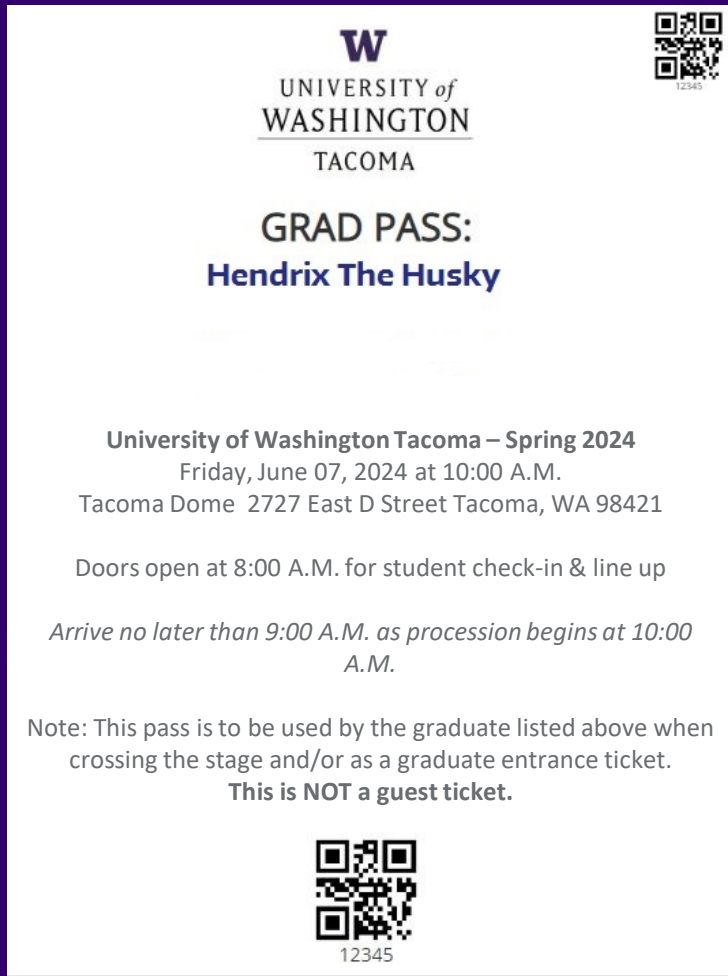 12345
W
UNIVERSITY of
WASHINGTON
TACOMA
GRAD PASS:
Hendrix The Husky
University of Washington Tacoma – Spring 2024
Friday, June 07, 2024 at 10:00 A.M.
Tacoma Dome 2727 East D Street Tacoma, WA 98421
Doors open at 8:00 A.M. for student check-in & line up
Arrive no later than 9:00 A.M. as procession begins at 10:00
A.M.
Note: This pass is to be used by the graduate listed above when
crossing the stage and/or as a graduate entrance ticket.
This is NOT a guest ticket.
12345